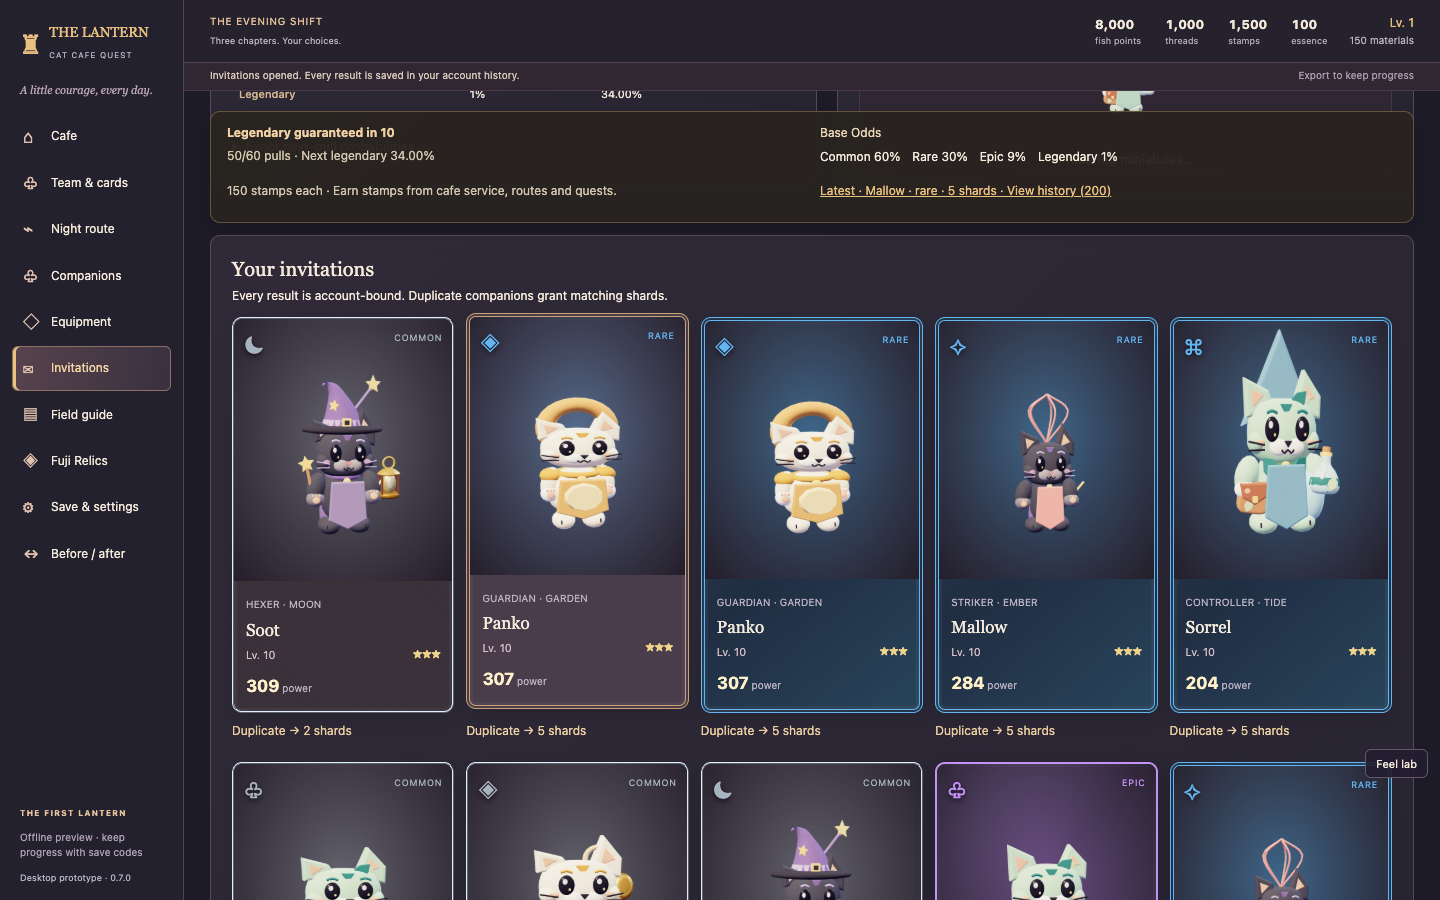 THE LANTERN
CAT CAFE QUEST
A little courage, every day.
Cafe
Team & cards
Night route
Companions
Equipment
Invitations
Field guide
Fuji Relics
Save & settings
Before / after
THE FIRST LANTERN
Offline preview · keep
progress with save codes
Desktop prototype · 0.7.0
THE EVENING SHIFT
Three chapters. Your choices.
8,000
fish points
1,000
threads
1,500
stamps
100
essence
Lv. 1
150 materials
Invitations opened. Every result is saved in your account history.
Export to keep progress
Legendary 1% 34.00%
Legendary guaranteed in 10
50/60 pulls · Next legendary 34.00%
150 stamps each · Earn stamps from cafe service, routes and quests.
Base Odds
Common 60% Rare 30% Epic 9% Legendary 1%
miniatures...
Latest · Mallow · rare · 5 shards · View history (200)
Your invitations
Every result is account-bound. Duplicate companions grant matching shards.
COMMON
HEXER · MOON
Soot
Lv. 10
309 power
Duplicate → 2 shards
RARE
GUARDIAN · GARDEN
Panko
Lv. 10
307 power
Duplicate → 5 shards
RARE
GUARDIAN · GARDEN
Panko
Lv. 10
307 power
Duplicate → 5 shards
RARE
STRIKER · EMBER
Mallow
Lv. 10
284 power
Duplicate → 5 shards
RARE
CONTROLLER · TIDE
Sorrel
Lv. 10
204 power
Duplicate → 5 shards
COMMON
COMMON
COMMON
EPIC
RARE
Feel lab